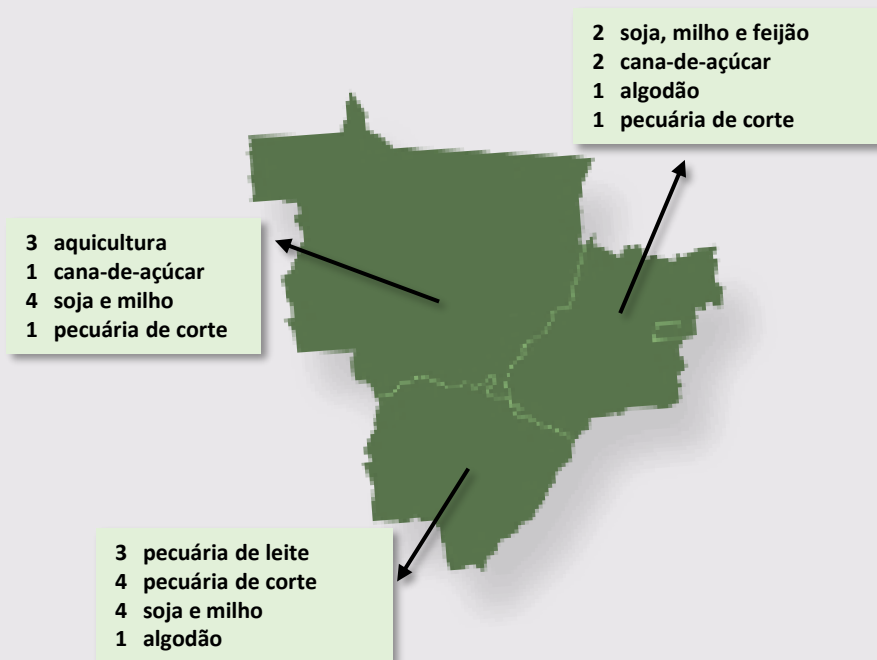 2 soja, milho e feijão
2 cana-de-açúcar
1 algodão
1 pecuária de corte
3 aquicultura
1 cana-de-açúcar
4 soja e milho
1 pecuária de corte
3 pecuária de leite
4 pecuária de corte
4 soja e milho
1 algodão